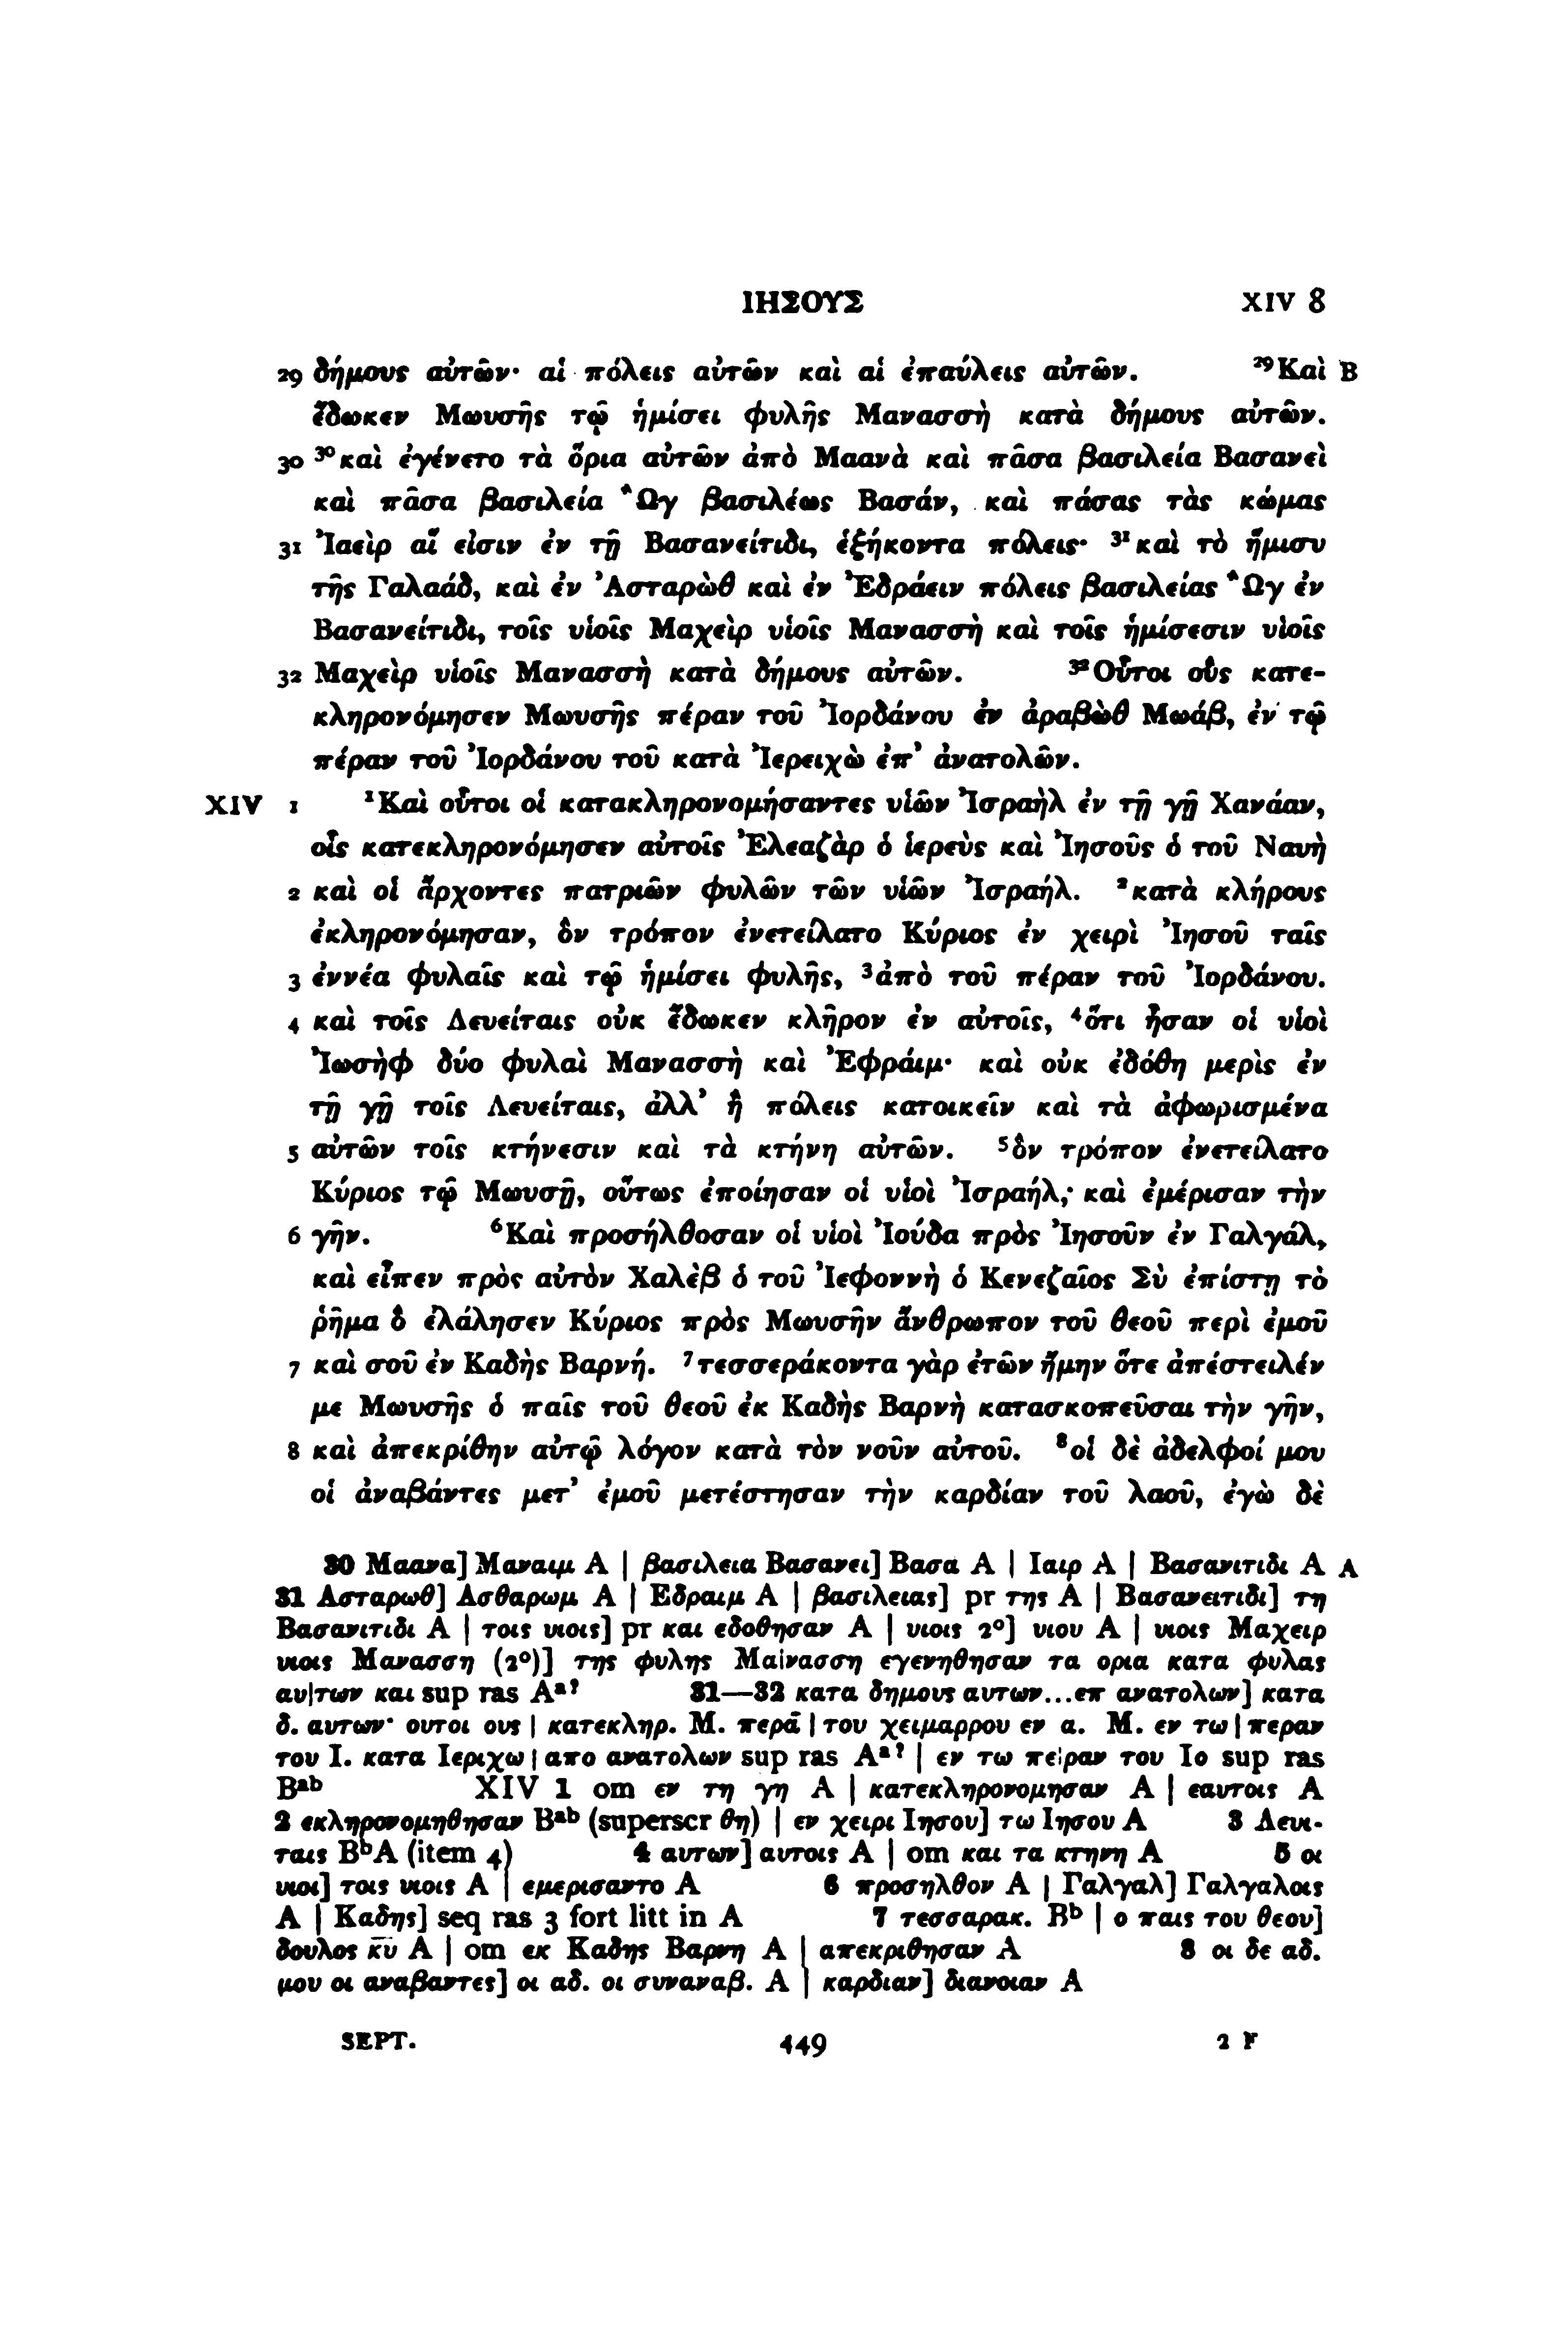 ΙΗΣΟΥΣ XIV 8
29 δήμους αὐτῶν· αἱ πόλεις αὐτῶν καὶ αἱ ἐπαύλεις αὐτῶν. ²⁹Καὶ B
ἔδωκεν Μωυσῆς τῷ ἡμίσει φυλῆς Μανασσὴ κατὰ δήμους αὐτῶν.
30 ³⁰καὶ ἐγένετο τὰ ὅρια αὐτῶν ἀπὸ Μαανὰ καὶ πᾶσα βασιλεία Βασανεὶ
καὶ πᾶσα βασιλεία Ὢγ βασιλέως Βασάν, καὶ πάσας τὰς κώμας
31 Ἰαεὶρ αἵ εἰσιν ἐν τῇ Βασανείτιδι, ἑξήκοντα πόλεις· ³¹καὶ τὸ ἥμισυ
τῆς Γαλαάδ, καὶ ἐν Ἀσταρὼθ καὶ ἐν Ἐδράειν πόλεις βασιλείας Ὢγ ἐν
Βασανείτιδι, τοῖς υἱοῖς Μαχεὶρ υἱοῖς Μανασσὴ καὶ τοῖς ἡμίσεσιν υἱοῖς
32 Μαχεὶρ υἱοῖς Μανασσὴ κατὰ δήμους αὐτῶν. ³²Οὗτοι οὓς κατε-
κληρονόμησεν Μωυσῆς πέραν τοῦ Ἰορδάνου ἐν ἀραβὼθ Μωάβ, ἐν τῷ
πέραν τοῦ Ἰορδάνου τοῦ κατὰ Ἰερειχὼ ἐπ’ ἀνατολῶν.
XIV 1 ¹Καὶ οὗτοι οἱ κατακληρονομήσαντες υἱῶν Ἰσραὴλ ἐν τῇ γῇ Χανάαν,
οἷς κατεκληρονόμησεν αὐτοῖς Ἐλεαζὰρ ὁ ἱερεὺς καὶ Ἰησοῦς ὁ τοῦ Ναυὴ
2 καὶ οἱ ἄρχοντες πατριῶν φυλῶν τῶν υἱῶν Ἰσραήλ. ²κατὰ κλήρους
ἐκληρονόμησαν, ὃν τρόπον ἐνετείλατο Κύριος ἐν χειρὶ Ἰησοῦ ταῖς
3 ἐννέα φυλαῖς καὶ τῷ ἡμίσει φυλῆς, ³ἀπὸ τοῦ πέραν τοῦ Ἰορδάνου.
4 καὶ τοῖς Λευείταις οὐκ ἔδωκεν κλῆρον ἐν αὐτοῖς, ⁴ὅτι ἦσαν οἱ υἱοὶ
Ἰωσὴφ δύο φυλαὶ Μανασσὴ καὶ Ἐφράιμ· καὶ οὐκ ἐδόθη μερὶς ἐν
τῇ γῇ τοῖς Λευείταις, ἀλλ’ ἢ πόλεις κατοικεῖν καὶ τὰ ἀφωρισμένα
5 αὐτῶν τοῖς κτήνεσιν καὶ τὰ κτήνη αὐτῶν. ⁵ὃν τρόπον ἐνετείλατο
Κύριος τῷ Μωυσῇ, οὕτως ἐποίησαν οἱ υἱοὶ Ἰσραήλ, καὶ ἐμέρισαν τὴν
6 γῆν. ⁶Καὶ προσήλθοσαν οἱ υἱοὶ Ἰούδα πρὸς Ἰησοῦν ἐν Γαλγάλ,
καὶ εἶπεν πρὸς αὐτὸν Χαλὲβ ὁ τοῦ Ἰεφοννὴ ὁ Κενεζαῖος Σὺ ἐπίστῃ τὸ
ῥῆμα ὃ ἐλάλησεν Κύριος πρὸς Μωυσῆν ἄνθρωπον τοῦ θεοῦ περὶ ἐμοῦ
7 καὶ σοῦ ἐν Καδὴς Βαρνή. ⁷τεσσεράκοντα γὰρ ἐτῶν ἤμην ὅτε ἀπέστειλέν
με Μωυσῆς ὁ παῖς τοῦ θεοῦ ἐκ Καδὴς Βαρνὴ κατασκοπεῦσαι τὴν γῆν,
8 καὶ ἀπεκρίθην αὐτῷ λόγον κατὰ τὸν νοῦν αὐτοῦ. ⁸οἱ δὲ ἀδελφοί μου
οἱ ἀναβάντες μετ’ ἐμοῦ μετέστησαν τὴν καρδίαν τοῦ λαοῦ, ἐγὼ δὲ
30 Μαανα] Μαναιμ A | βασιλεια Βασανει] Βασα A | Ιαιρ A | Βασανιτιδι A A
31 Ασταρωθ] Ασθαρωμ A | Εδραιμ A | βασιλειας] pr της A | Βασανειτιδι] τη
Βασανιτιδι A | τοις υιοις] pr και εδοθησαν A | υιοις 2º] υιου A | υιοις Μαχειρ
υιοις Μανασση (2º)] της φυλης Μα|νασση εγενηθησαν τα ορια κατα φυλας
αυ|των και sup ras Aᵃ? 31—32 κατα δημους αυτων...επ ανατολων] κατα
δ. αυτων· ουτοι ους | κατεκληρ. Μ. περα̅ | του χειμαρρου εν α. Μ. εν τω | περαν
του Ι. κατα Ιεριχω | απο ανατολων sup ras Aᵃ? | εν τω πε|ραν του Ιο sup ras
Bᵃᵇ XIV 1 om εν τη γη A | κατεκληρονομησαν A | εαυτοις A
2 εκληρονομηθησαν Bᵃᵇ (superscr θη) | εν χειρι Ιησου] τω Ιησου A 3 Λευι-
ταις BᵇA (item 4) 4 αυτων] αυτοις A | om και τα κτηνη A 5 οι
υιοι] τοις υιοις A | εμερισαντο A 6 προσηλθον A | Γαλγαλ] Γαλγαλοις
A | Καδης] seq ras 3 fort litt in A 7 τεσσαρακ. Bᵇ | ο παις του θεου]
δουλος κ̅υ̅ A | om εκ Καδης Βαρνη A | απεκριθησαν A 8 οι δε αδ.
μου οι αναβαντες] οι αδ. οι συναναβ. A | καρδιαν] διανοιαν A
SEPT. 449 2 F